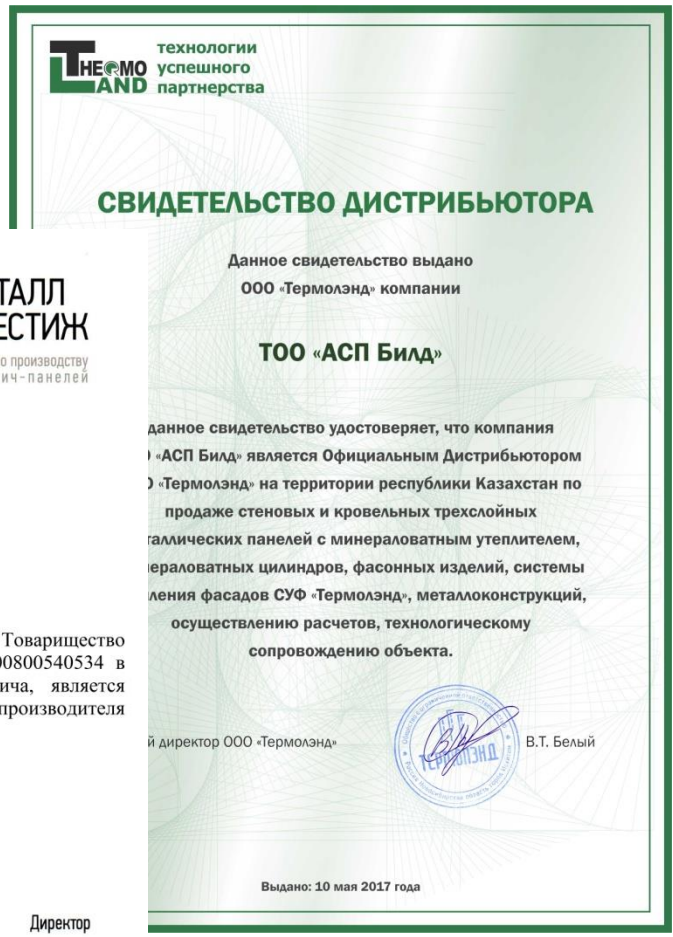 THERMO
LAND
технологии
успешного
партнерства
СВИДЕТЕЛЬСТВО ДИСТРИБЬЮТОРА
Данное свидетельство выдано
ООО «Термолэнд» компании
ТОО «АСП Билд»
данное свидетельство удостоверяет, что компания
«АСП Билд» является Официальным Дистрибьютором
«Термолэнд» на территории республики Казахстан по
продаже стеновых и кровельных трехслойных
таллических панелей с минераловатным утеплителем,
нераловатных цилиндров, фасонных изделий, системы
ления фасадов СУФ «Термолэнд», металлоконструкций,
осуществлению расчетов, технологическому
сопровождению объекта.
й директор ООО «Термолэнд»
ТЕРМОЛЭНД
В.Т. Белый
Выдано: 10 мая 2017 года
ТАЛЛ
ЕСТИЖ
о производству
ич-панелей
Товарищество
00800540534 в
ича, является
производителя
Директор